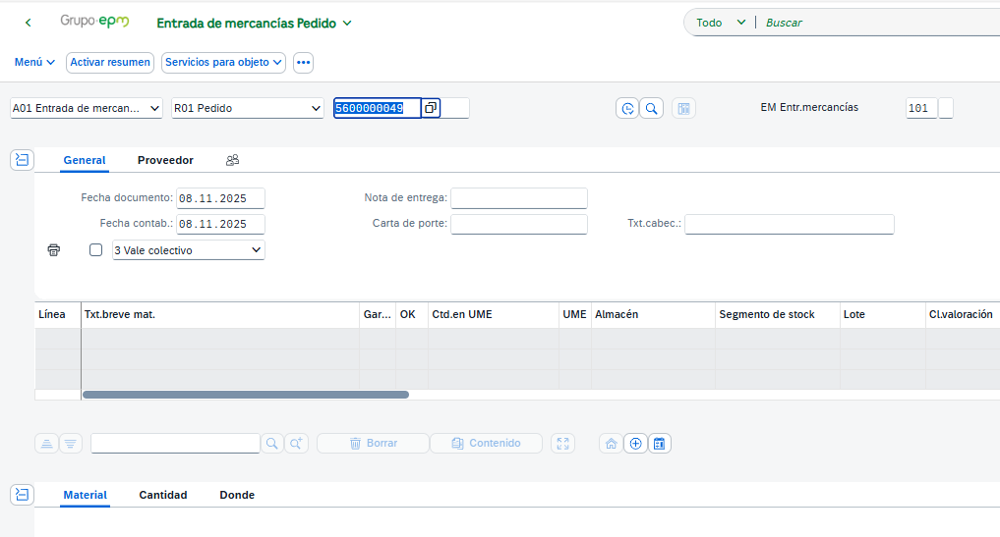 Grupo·epm Entrada de mercancías Pedido Todo Buscar
Menú Activar resumen Servicios para objeto •••
A01 Entrada de mercan... R01 Pedido 5600000049 EM Entr.mercancías 101
General Proveedor
Fecha documento: 08.11.2025 Nota de entrega:
Fecha contab.: 08.11.2025 Carta de porte: Txt.cabec.:
3 Vale colectivo
Línea Txt.breve mat. Gar... OK Ctd.en UME UME Almacén Segmento de stock Lote Cl.valoración
Borrar Contenido
Material Cantidad Donde